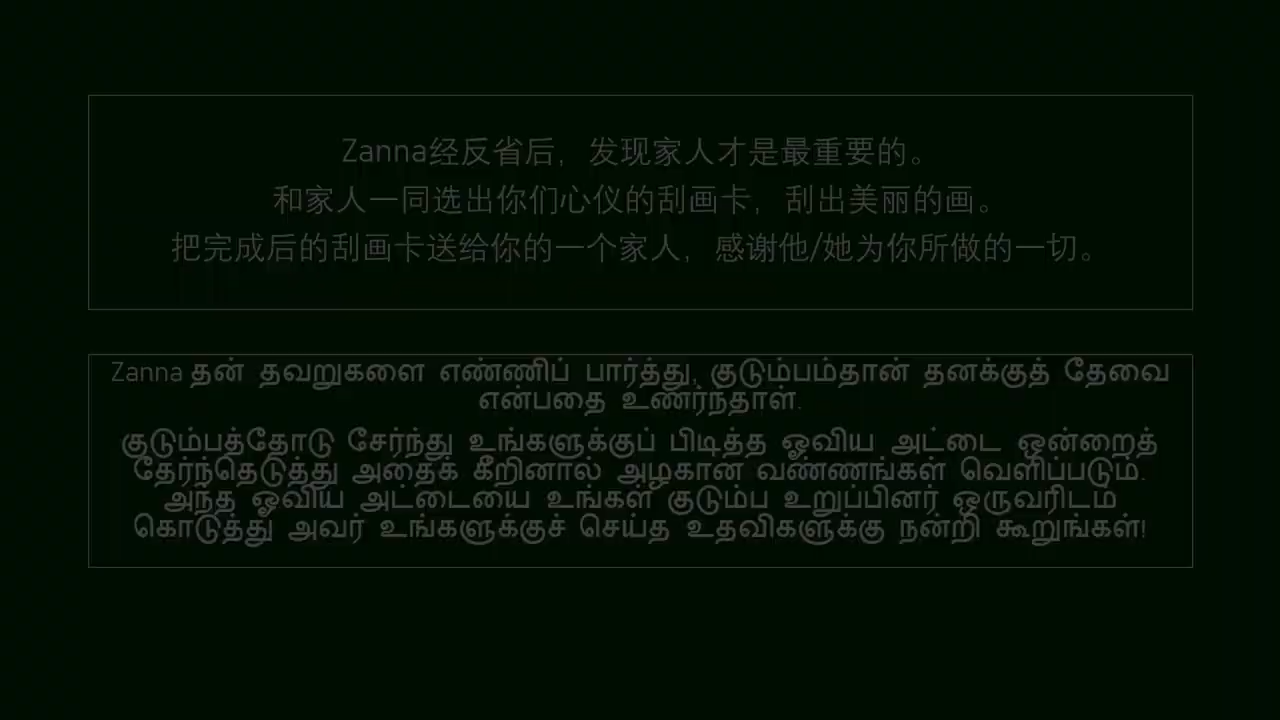 Zanna经反省后，发现家人才是最重要的。
和家人一同选出你们心仪的刮画卡，刮出美丽的画。
把完成后的刮画卡送给你的一个家人，感谢他/她为你所做的一切。
Zanna தன் தவறுகளை எண்ணிப் பார்த்து, குடும்பம்தான் தனக்குத் தேவை
என்பதை உணர்ந்தாள்.
குடும்பத்தோடு சேர்ந்து உங்களுக்குப் பிடித்த ஓவிய அட்டை ஒன்றைத்
தேர்ந்தெடுத்து அதைக் கீறினால் அழகான வண்ணங்கள் வெளிப்படும்.
அந்த ஓவிய அட்டையை உங்கள் குடும்ப உறுப்பினர் ஒருவரிடம்
கொடுத்து அவர் உங்களுக்குச் செய்த உதவிகளுக்கு நன்றி கூறுங்கள்!